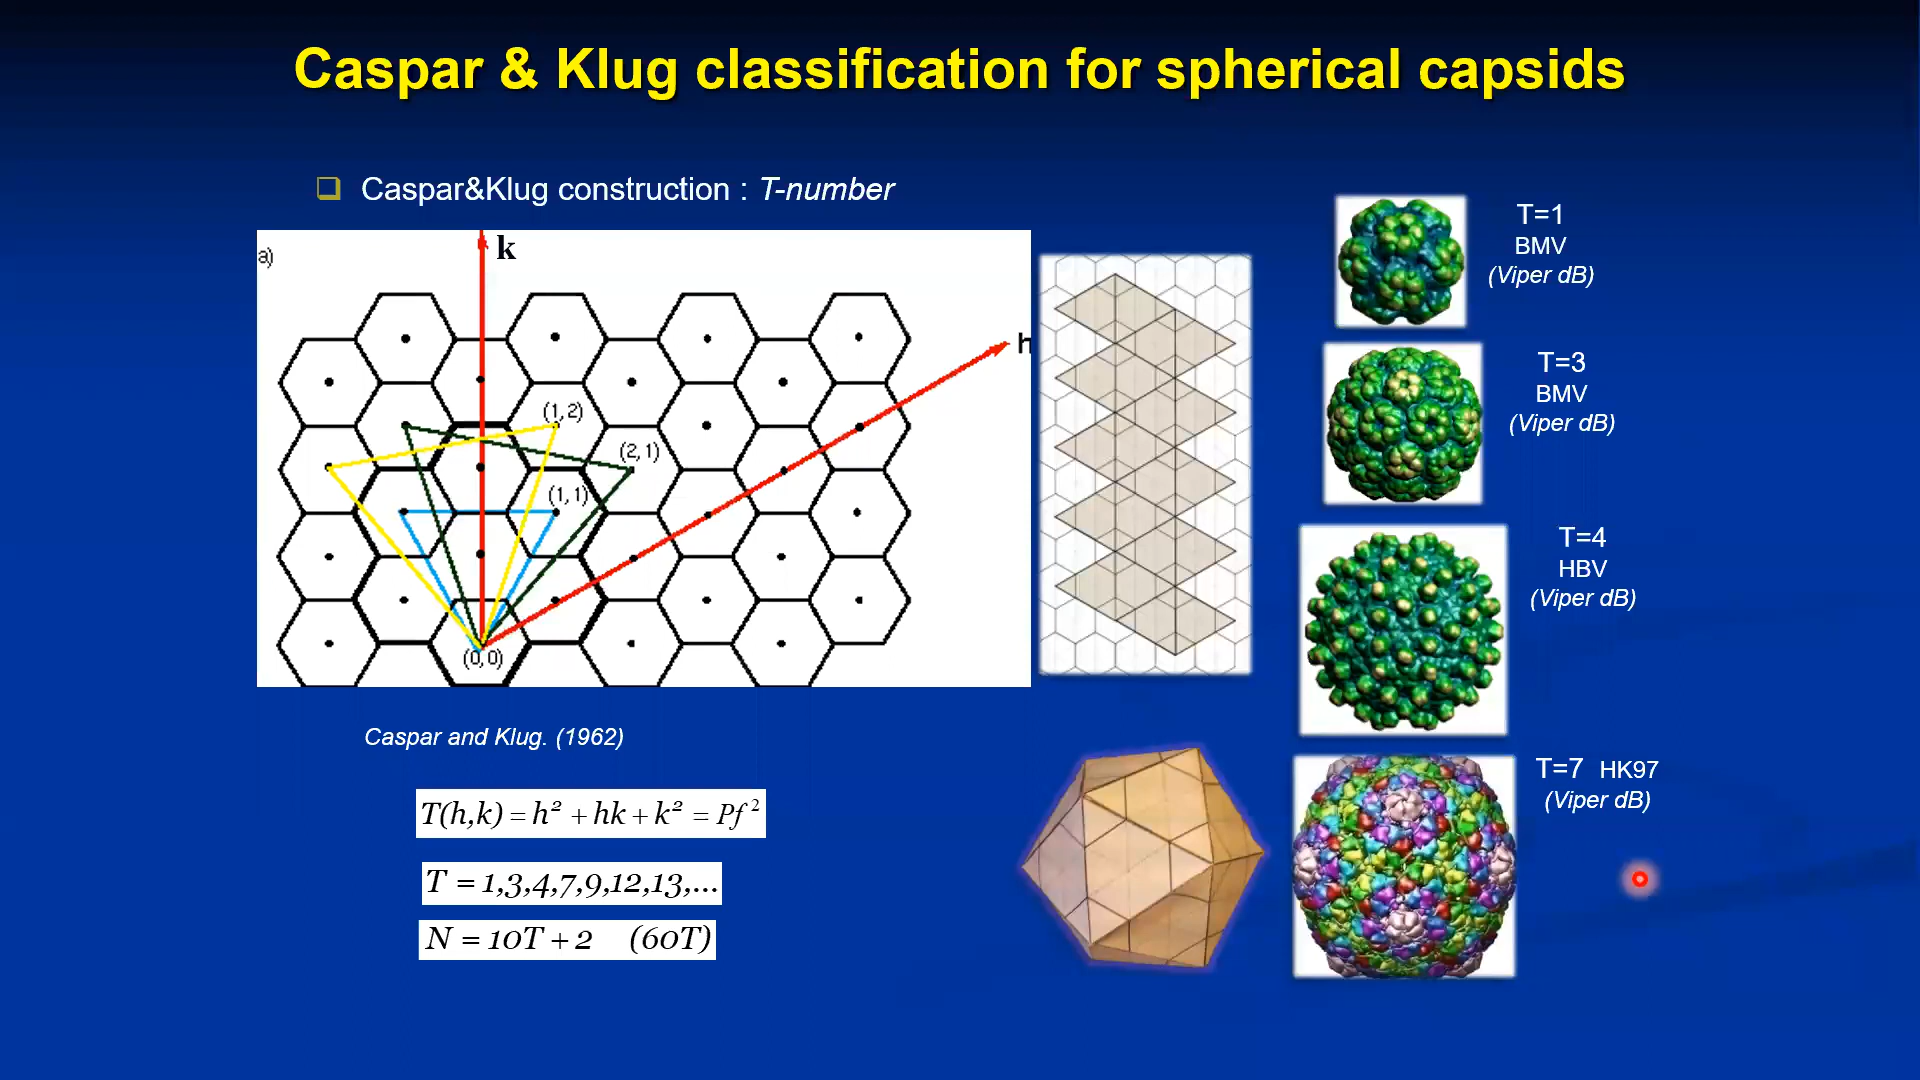 Caspar & Klug classification for spherical capsids
Caspar&Klug construction : T-number
a)
k
h
(1,2)
(2,1)
(1,1)
(0,0)
T=1
BMV
(Viper dB)
T=3
BMV
(Viper dB)
T=4
HBV
(Viper dB)
T=7 HK97
(Viper dB)
Caspar and Klug. (1962)
T(h,k) = h² + hk + k² = Pf²
T = 1,3,4,7,9,12,13,...
N = 10T + 2 (60T)